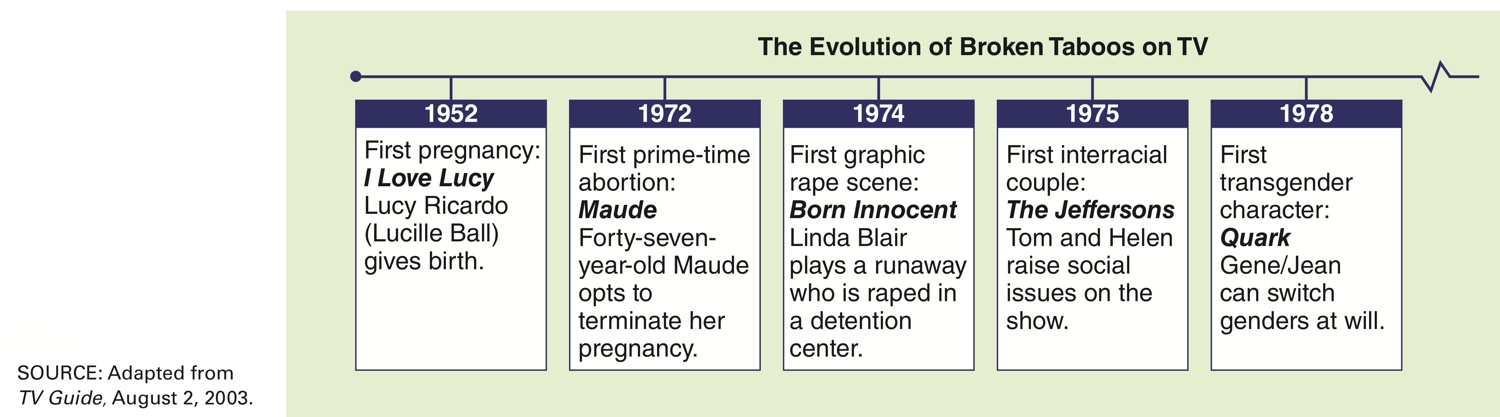 The Evolution of Broken Taboos on TV
1952
First pregnancy:
I Love Lucy
Lucy Ricardo
(Lucille Ball)
gives birth.
1972
First prime-time
abortion:
Maude
Forty-seven-
year-old Maude
opts to
terminate her
pregnancy.
1974
First graphic
rape scene:
Born Innocent
Linda Blair
plays a runaway
who is raped in
a detention
center.
1975
First interracial
couple:
The Jeffersons
Tom and Helen
raise social
issues on the
show.
1978
First
transgender
character:
Quark
Gene/Jean
can switch
genders at will.
SOURCE: Adapted from
TV Guide, August 2, 2003.